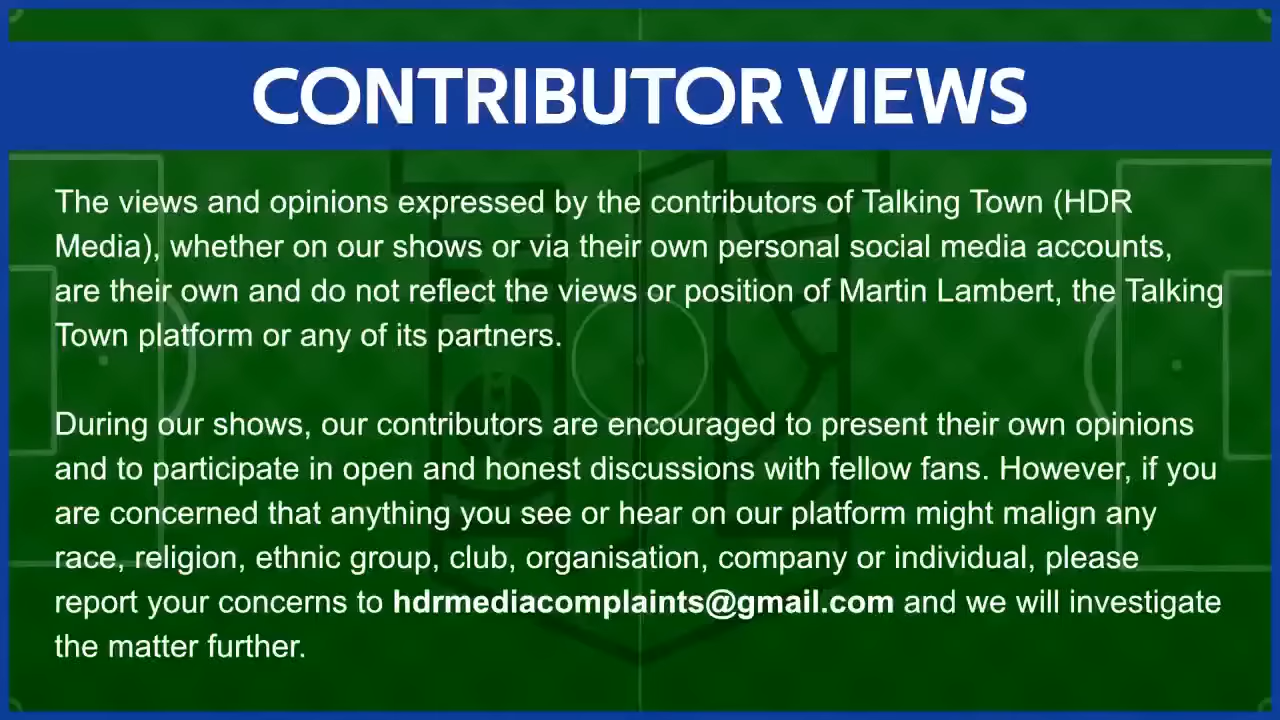 CONTRIBUTOR VIEWS
The views and opinions expressed by the contributors of Talking Town (HDR
Media), whether on our shows or via their own personal social media accounts,
are their own and do not reflect the views or position of Martin Lambert, the Talking
Town platform or any of its partners.
During our shows, our contributors are encouraged to present their own opinions
and to participate in open and honest discussions with fellow fans. However, if you
are concerned that anything you see or hear on our platform might malign any
race, religion, ethnic group, club, organisation, company or individual, please
report your concerns to hdrmediacomplaints@gmail.com and we will investigate
the matter further.